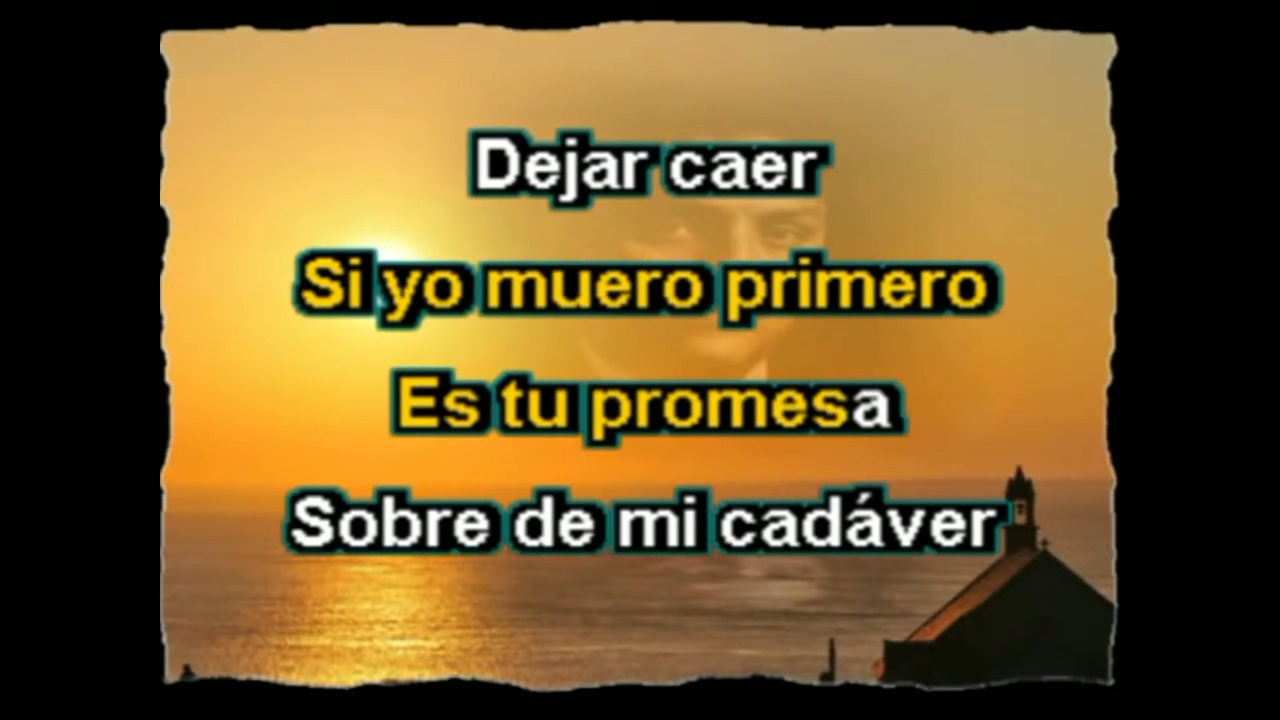 Dejar caer
Si yo muero primero
Es tu promesa
Sobre de mi cadáver